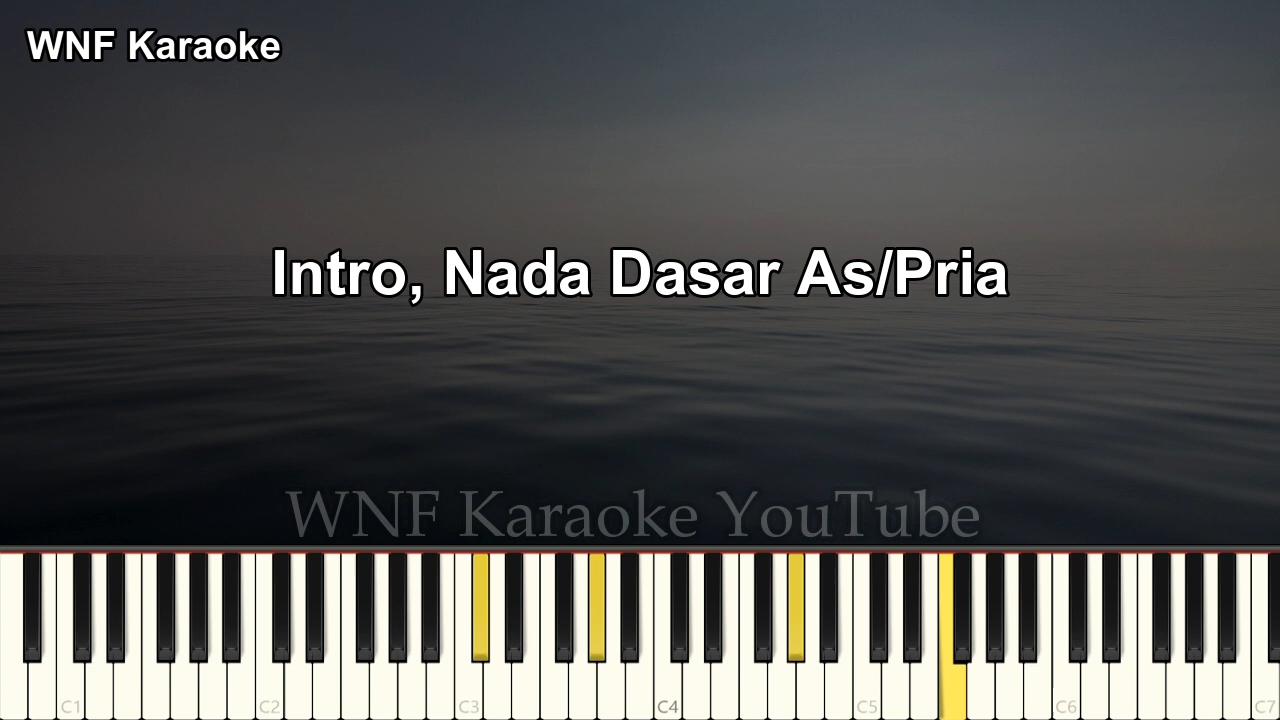 WNF Karaoke
Intro, Nada Dasar As/Pria
WNF Karaoke YouTube
C1 C2 C3 C4 C5 C6 C7